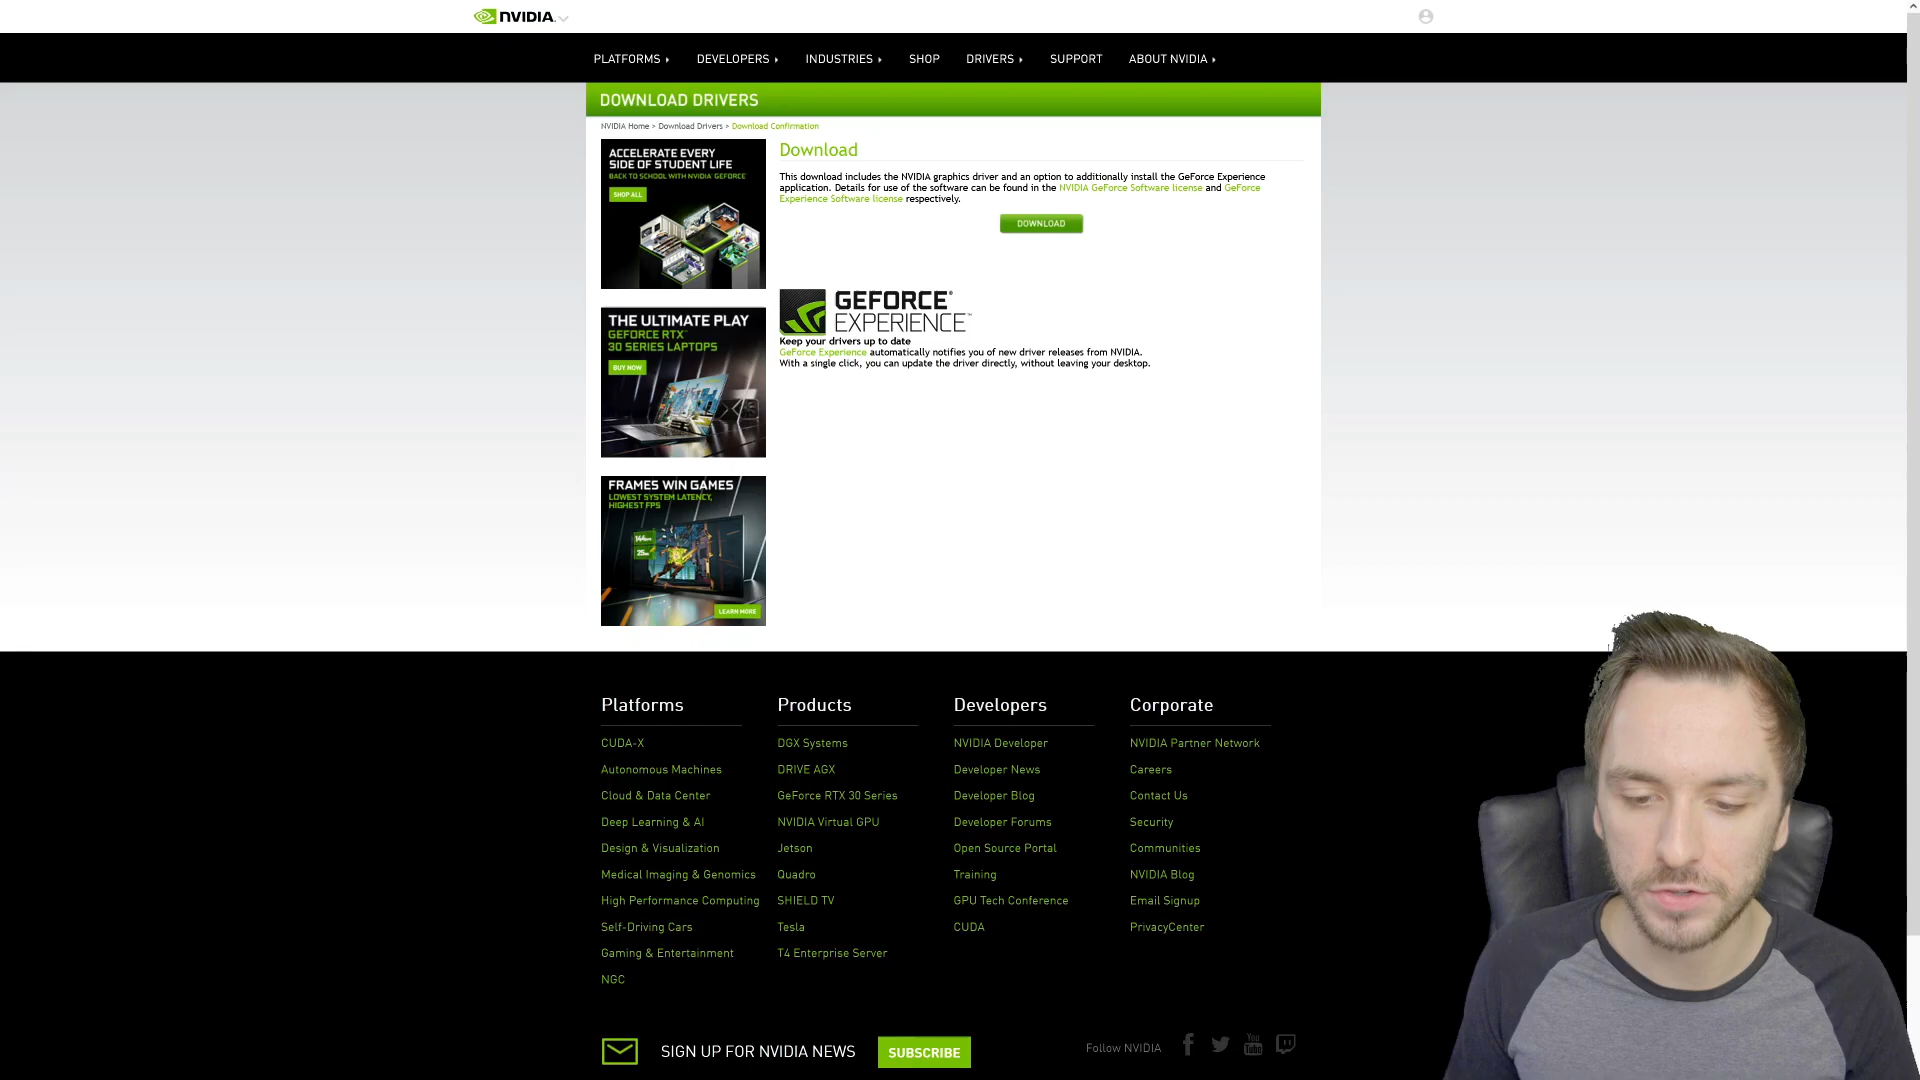 NVIDIA.
PLATFORMS
DEVELOPERS
INDUSTRIES
SHOP
DRIVERS
SUPPORT
ABOUT NVIDIA
DOWNLOAD DRIVERS
NVIDIA Home > Download Drivers > Download Confirmation
ACCELERATE EVERY
SIDE OF STUDENT LIFE
BACK TO SCHOOL WITH NVIDIA GEFORCE
SHOP ALL
Download
This download includes the NVIDIA graphics driver and an option to additionally install the GeForce Experience
application. Details for use of the software can be found in the NVIDIA GeForce Software license and GeForce
Experience Software license respectively.
DOWNLOAD
THE ULTIMATE PLAY
GEFORCE RTX™
30 SERIES LAPTOPS
BUY NOW
GEFORCE®
EXPERIENCE™
Keep your drivers up to date
GeForce Experience automatically notifies you of new driver releases from NVIDIA.
With a single click, you can update the driver directly, without leaving your desktop.
FRAMES WIN GAMES
LOWEST SYSTEM LATENCY,
HIGHEST FPS
LEARN MORE
Platforms
CUDA-X
Autonomous Machines
Cloud & Data Center
Deep Learning & AI
Design & Visualization
Medical Imaging & Genomics
High Performance Computing
Self-Driving Cars
Gaming & Entertainment
NGC
Products
DGX Systems
DRIVE AGX
GeForce RTX 30 Series
NVIDIA Virtual GPU
Jetson
Quadro
SHIELD TV
Tesla
T4 Enterprise Server
Developers
NVIDIA Developer
Developer News
Developer Blog
Developer Forums
Open Source Portal
Training
GPU Tech Conference
CUDA
Corporate
NVIDIA Partner Network
Careers
Contact Us
Security
Communities
NVIDIA Blog
Email Signup
PrivacyCenter
SIGN UP FOR NVIDIA NEWS
SUBSCRIBE
Follow NVIDIA
You
Tube